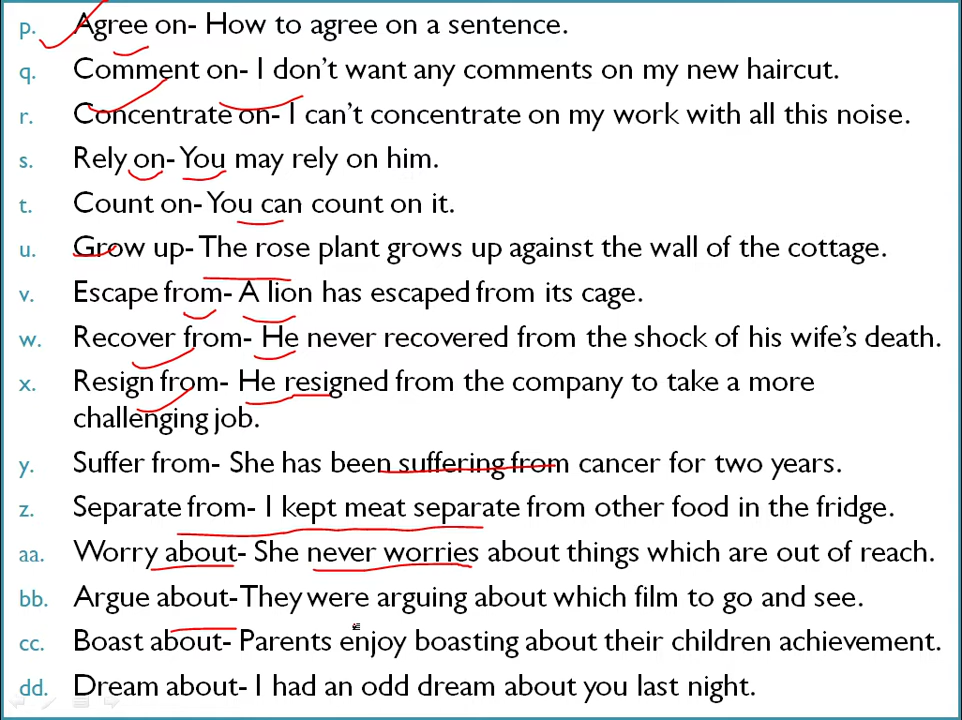 p. Agree on- How to agree on a sentence.
q. Comment on- I don't want any comments on my new haircut.
r. Concentrate on- I can't concentrate on my work with all this noise.
s. Rely on- You may rely on him.
t. Count on- You can count on it.
u. Grow up- The rose plant grows up against the wall of the cottage.
v. Escape from- A lion has escaped from its cage.
w. Recover from- He never recovered from the shock of his wife's death.
x. Resign from- He resigned from the company to take a more
challenging job.
y. Suffer from- She has been suffering from cancer for two years.
z. Separate from- I kept meat separate from other food in the fridge.
aa. Worry about- She never worries about things which are out of reach.
bb. Argue about- They were arguing about which film to go and see.
cc. Boast about- Parents enjoy boasting about their children achievement.
dd. Dream about- I had an odd dream about you last night.